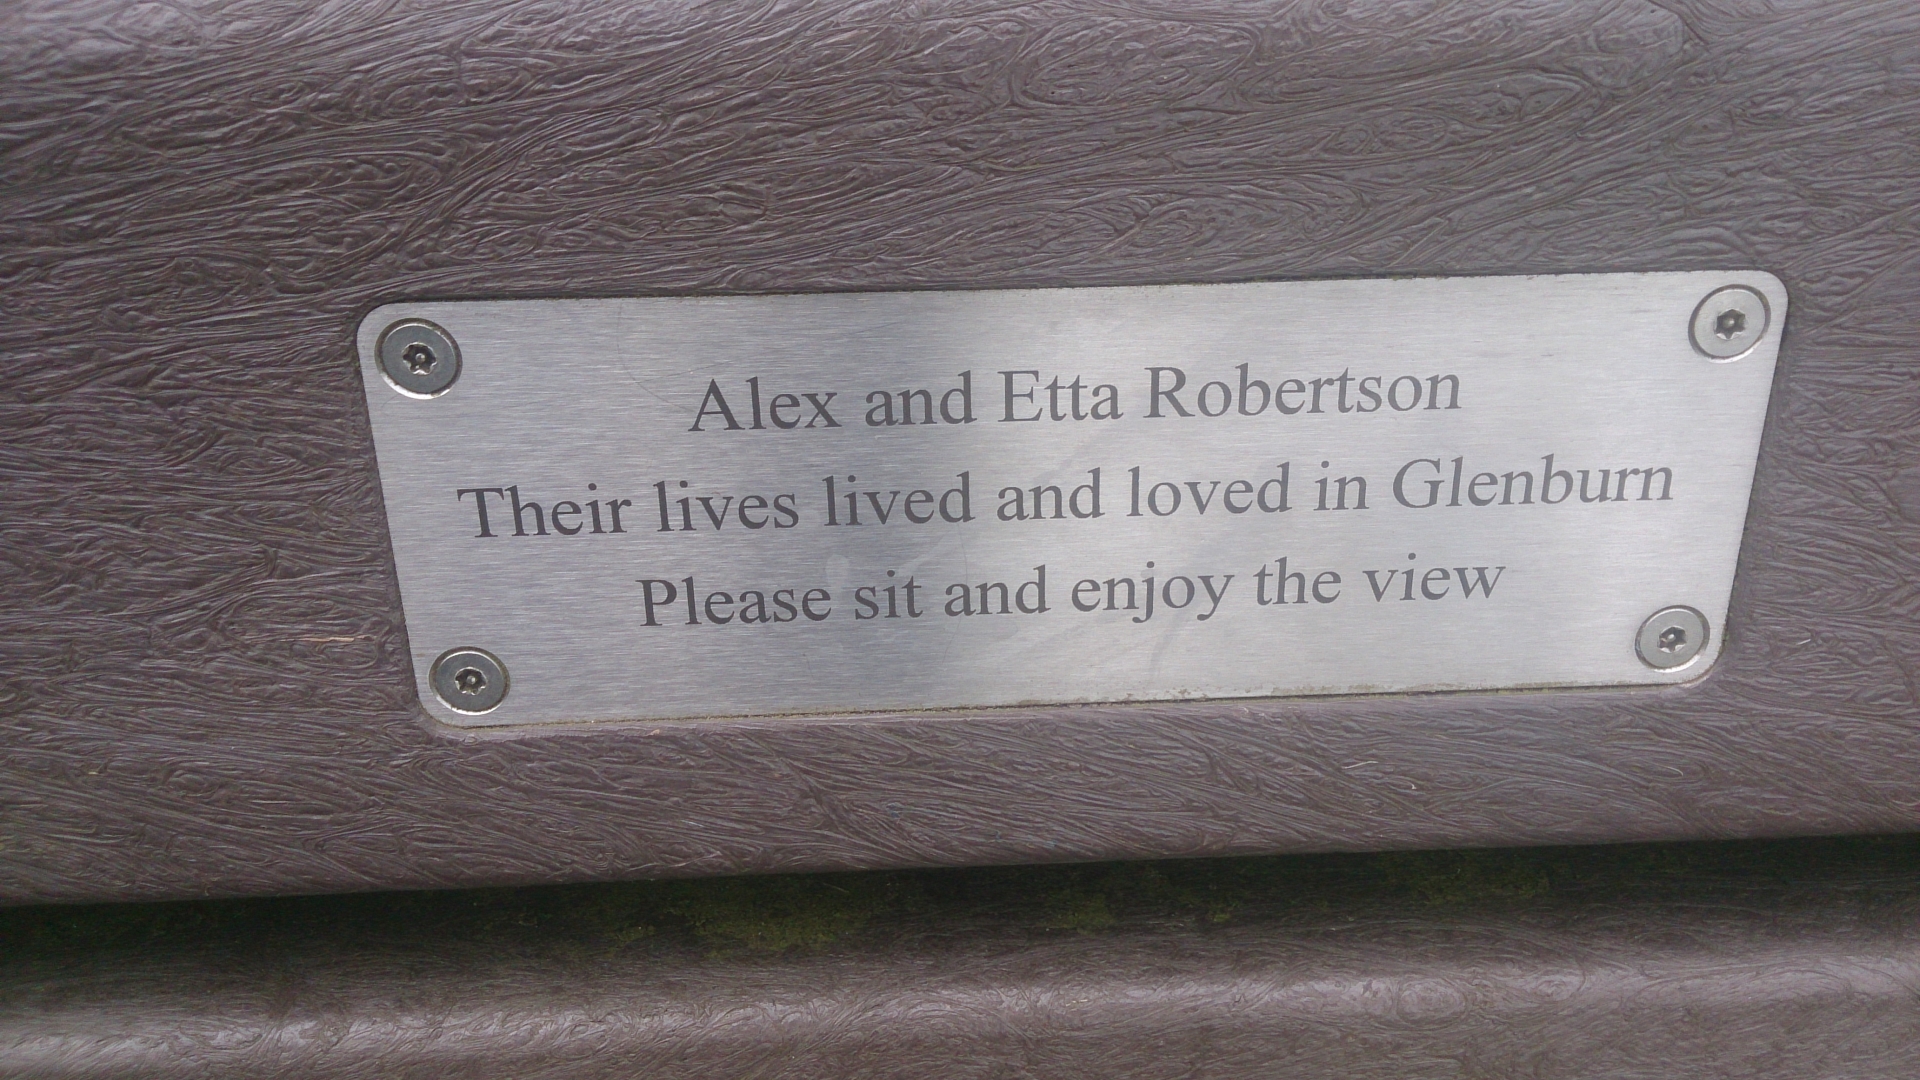 Alex and Etta Robertson
Their lives lived and loved in Glenburn
Please sit and enjoy the view